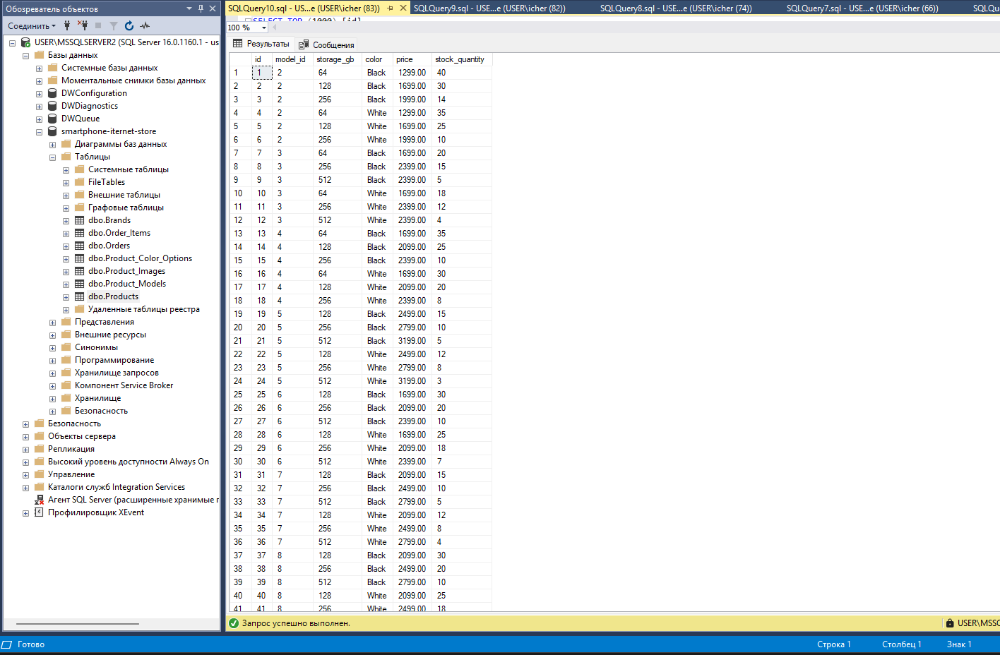 Обозреватель объектов
Соединить
USER\MSSQLSERVER2 (SQL Server 16.0.1160.1 - us
Базы данных
Системные базы данных
Моментальные снимки базы данных
DWConfiguration
DWDiagnostics
DWQueue
smartphone-iternet-store
Диаграммы баз данных
Таблицы
Системные таблицы
FileTables
Внешние таблицы
Графовые таблицы
dbo.Brands
dbo.Order_Items
dbo.Orders
dbo.Product_Color_Options
dbo.Product_Images
dbo.Product_Models
dbo.Products
Удаленные таблицы реестра
Представления
Внешние ресурсы
Синонимы
Программирование
Хранилище запросов
Компонент Service Broker
Хранилище
Безопасность
Безопасность
Объекты сервера
Репликация
Высокий уровень доступности Always On
Управление
Каталоги служб Integration Services
Агент SQL Server (расширенные хранимые г
Профилировщик XEvent
SQLQuery10.sql - US...e (USER\icher (83)) SQLQuery9.sql - USE...e (USER\icher (82)) SQLQuery8.sql - USE...e (USER\icher (74)) SQLQuery7.sql - USE...e (USER\icher (66)) SQLQu
SELECT TOP (1000) [id]
100 %
Результаты Сообщения
id model_id storage_gb color price stock_quantity
1 1 2 64 Black 1299.00 40
2 2 2 128 Black 1699.00 30
3 3 2 256 Black 1999.00 14
4 4 2 64 White 1299.00 35
5 5 2 128 White 1699.00 25
6 6 2 256 White 1999.00 10
7 7 3 64 Black 1699.00 20
8 8 3 256 Black 2399.00 15
9 9 3 512 Black 2399.00 5
10 10 3 64 White 1699.00 18
11 11 3 256 White 2399.00 12
12 12 3 512 White 2399.00 4
13 13 4 64 Black 1699.00 35
14 14 4 128 Black 2099.00 25
15 15 4 256 Black 2399.00 10
16 16 4 64 White 1699.00 30
17 17 4 128 White 2099.00 20
18 18 4 256 White 2399.00 8
19 19 5 128 Black 2499.00 15
20 20 5 256 Black 2799.00 10
21 21 5 512 Black 3199.00 5
22 22 5 128 White 2499.00 12
23 23 5 256 White 2799.00 8
24 24 5 512 White 3199.00 3
25 25 6 128 Black 1699.00 30
26 26 6 256 Black 2099.00 20
27 27 6 512 Black 2399.00 10
28 28 6 128 White 1699.00 25
29 29 6 256 White 2099.00 18
30 30 6 512 White 2399.00 7
31 31 7 128 Black 2099.00 15
32 32 7 256 Black 2499.00 10
33 33 7 512 Black 2799.00 5
34 34 7 128 White 2099.00 12
35 35 7 256 White 2499.00 8
36 36 7 512 White 2799.00 4
37 37 8 128 Black 2099.00 30
38 38 8 256 Black 2499.00 20
39 39 8 512 Black 2799.00 10
40 40 8 128 White 2099.00 25
41 41 8 256 White 2499.00 18
Запрос успешно выполнен. USER\MSSQ
Готово Строка 1 Столбец 1 Знак 1